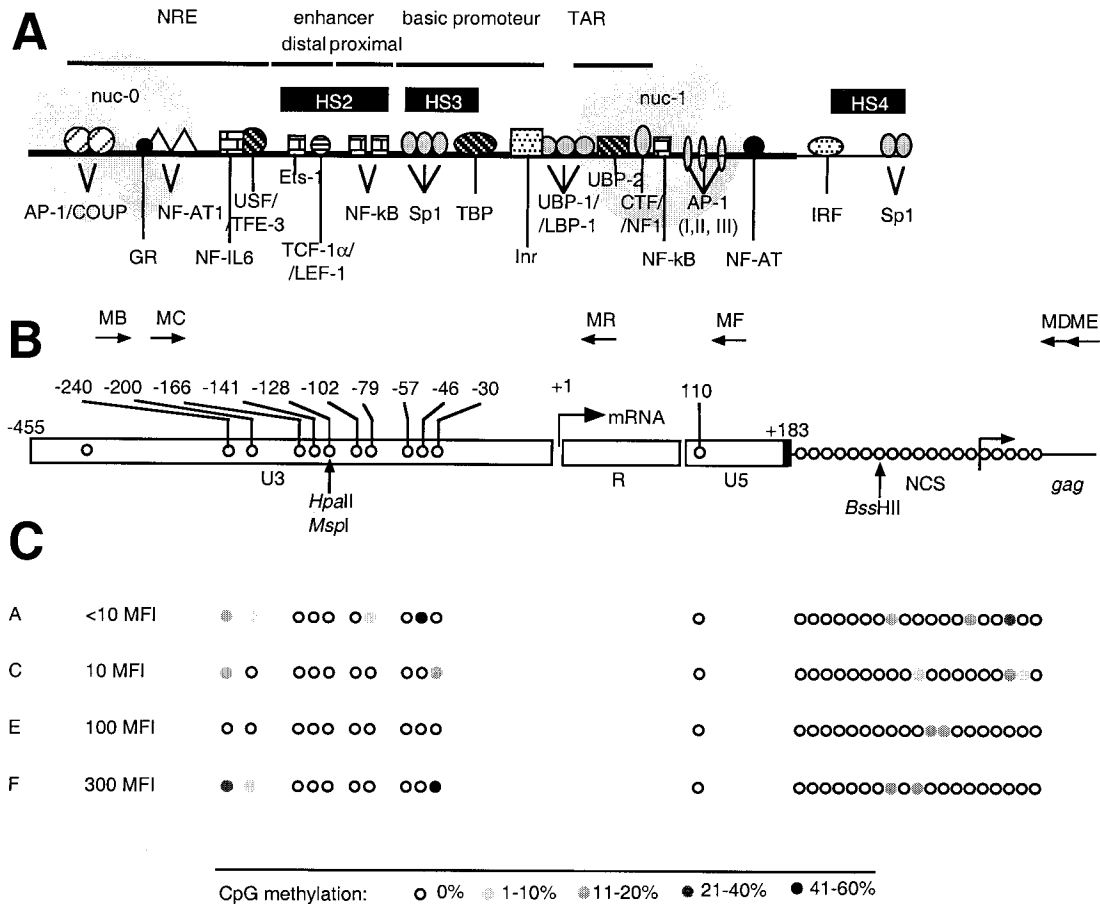 A
NRE
enhancer
basic promoteur
TAR
distal proximal
nuc-0
HS2
HS3
nuc-1
HS4
Ets-1
UBP-2
AP-1/COUP
NF-AT1
USF/
/TFE-3
NF-kB
Sp1
TBP
UBP-1/
/LBP-1
CTF/
/NF1
AP-1
(I,II, III)
IRF
Sp1
GR
NF-IL6
TCF-1α/
/LEF-1
Inr
NF-kB
NF-AT
B
MB
MC
MR
MF
MDME
-240 -200 -166 -141 -128 -102 -79 -57 -46 -30
+1
mRNA
110
-455
+183
U3
R
U5
NCS
gag
HpaII
MspI
BssHII
C
A <10 MFI
C 10 MFI
E 100 MFI
F 300 MFI
CpG methylation: 0% 1-10% 11-20% 21-40% 41-60%